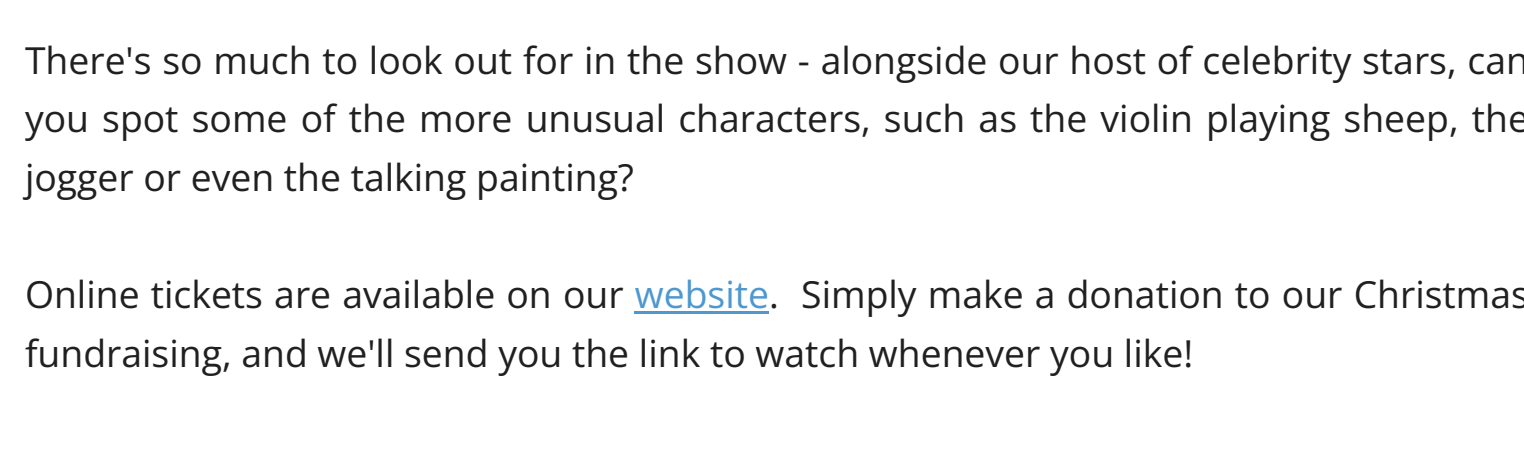 There's so much to look out for in the show - alongside our host of celebrity stars, can
you spot some of the more unusual characters, such as the violin playing sheep, the
jogger or even the talking painting?
Online tickets are available on our website.  Simply make a donation to our Christmas
fundraising, and we'll send you the link to watch whenever you like!